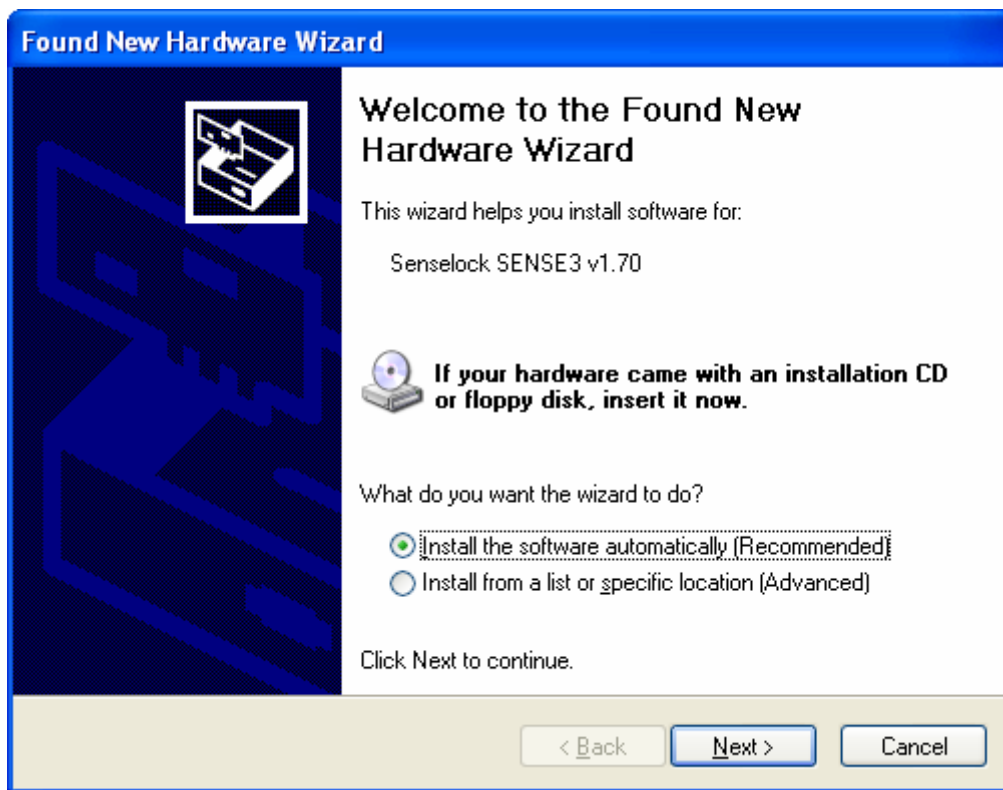 Found New Hardware Wizard
Welcome to the Found New
Hardware Wizard
This wizard helps you install software for:
Senselock SENSE3 v1.70
If your hardware came with an installation CD
or floppy disk, insert it now.
What do you want the wizard to do?
Install the software automatically (Recommended)
Install from a list or specific location (Advanced)
Click Next to continue.
< Back Next > Cancel